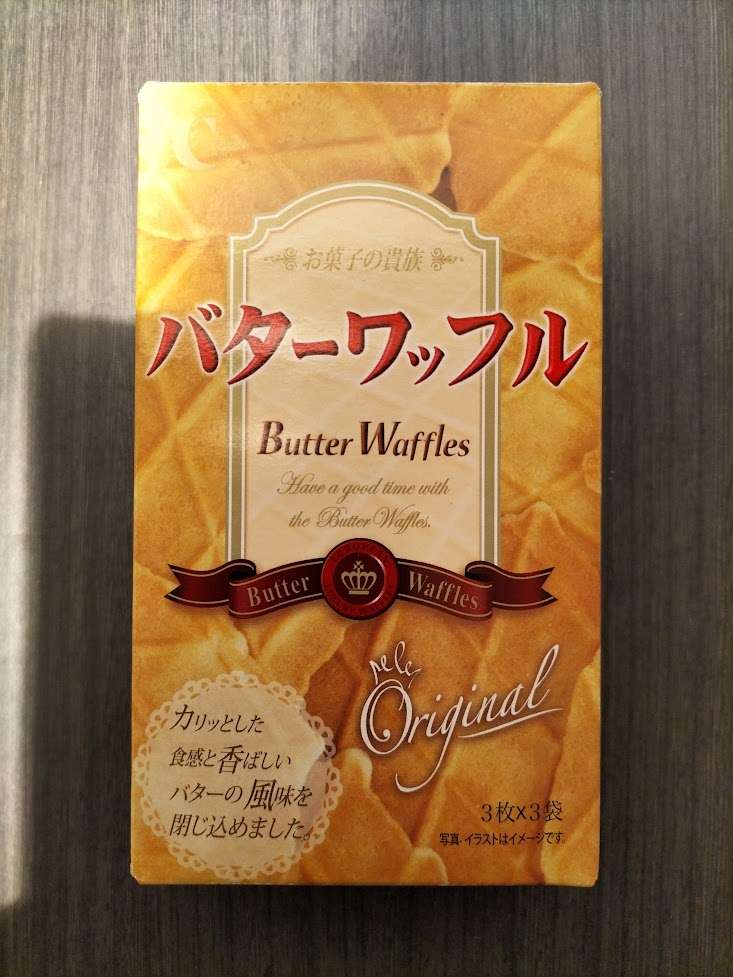 お菓子の貴族
バターワッフル
Butter Waffles
Have a good time with
the Butter Waffles.
Butter Waffles
Original
カリッとした
食感と香ばしい
バターの風味を
閉じ込めました。
3枚×3袋
写真、イラストはイメージです。